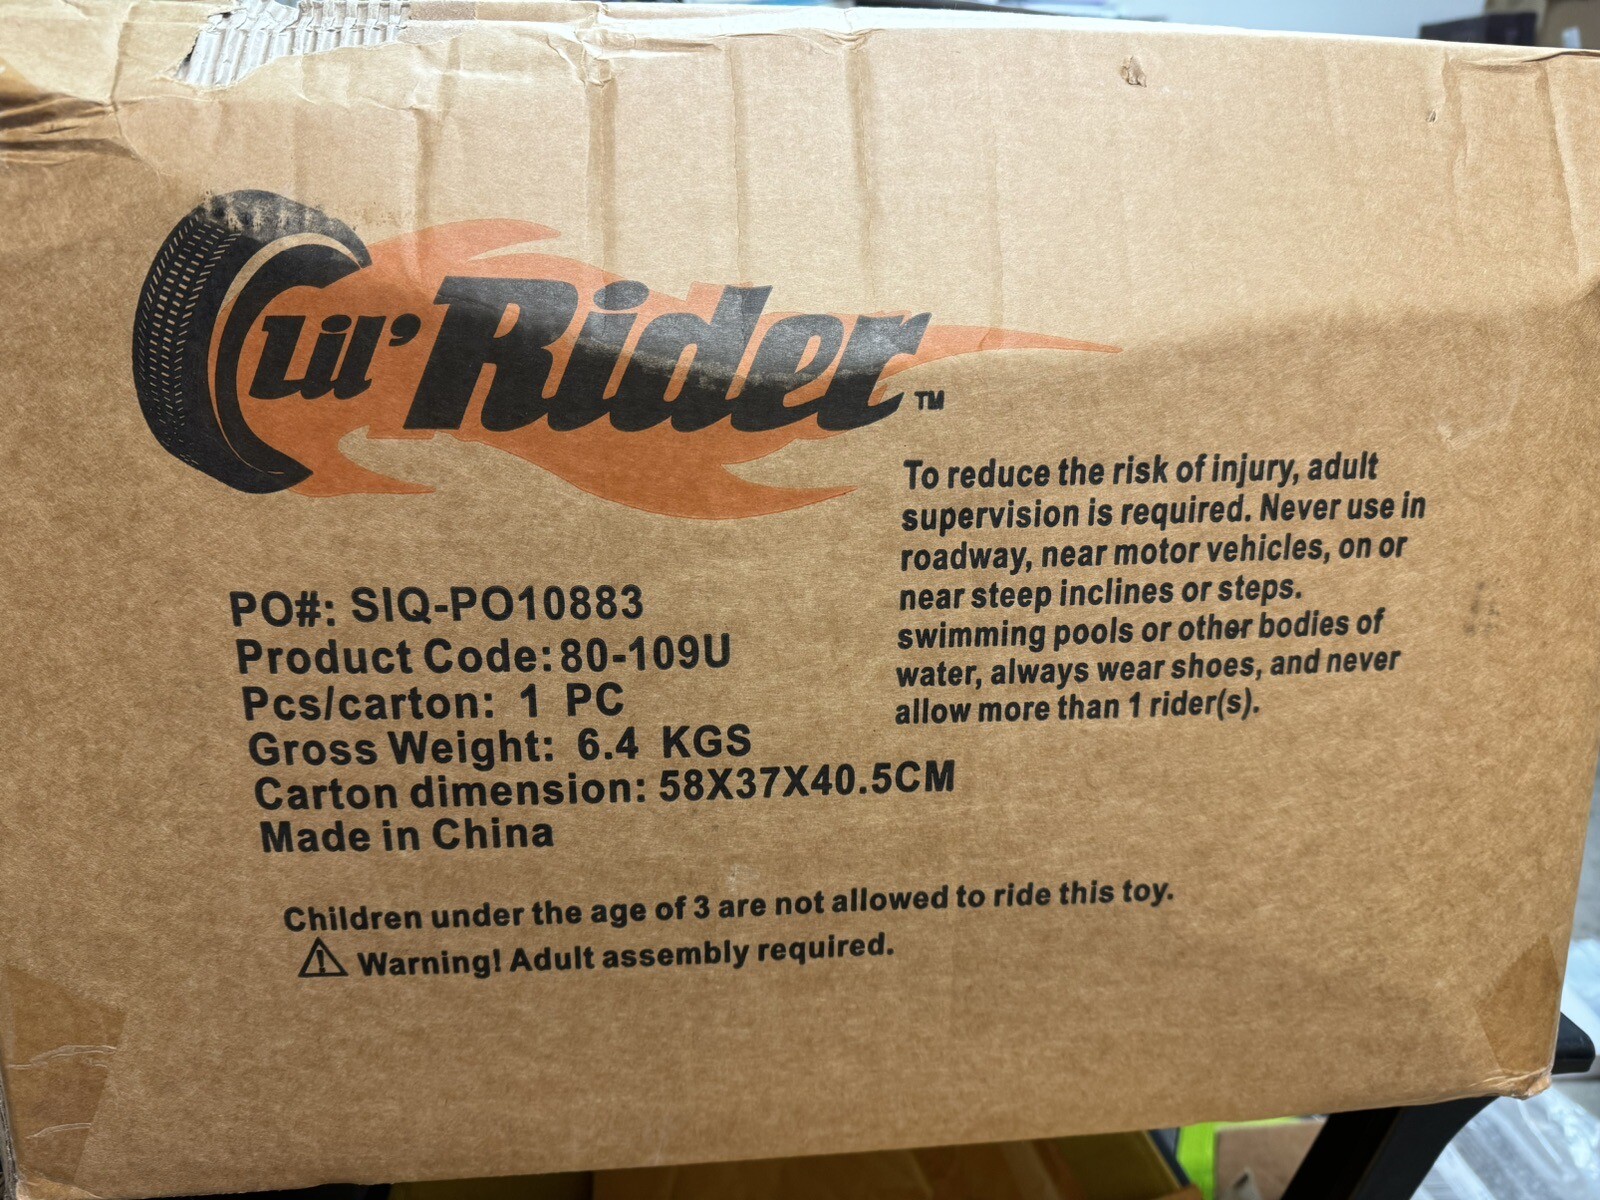 Lil' Rider™
To reduce the risk of injury, adult
supervision is required. Never use in
roadway, near motor vehicles, on or
near steep inclines or steps.
swimming pools or other bodies of
water, always wear shoes, and never
allow more than 1 rider(s).
PO#: SIQ-PO10883
Product Code: 80-109U
Pcs/carton: 1 PC
Gross Weight: 6.4 KGS
Carton dimension: 58X37X40.5CM
Made in China
Children under the age of 3 are not allowed to ride this toy.
⚠ Warning! Adult assembly required.